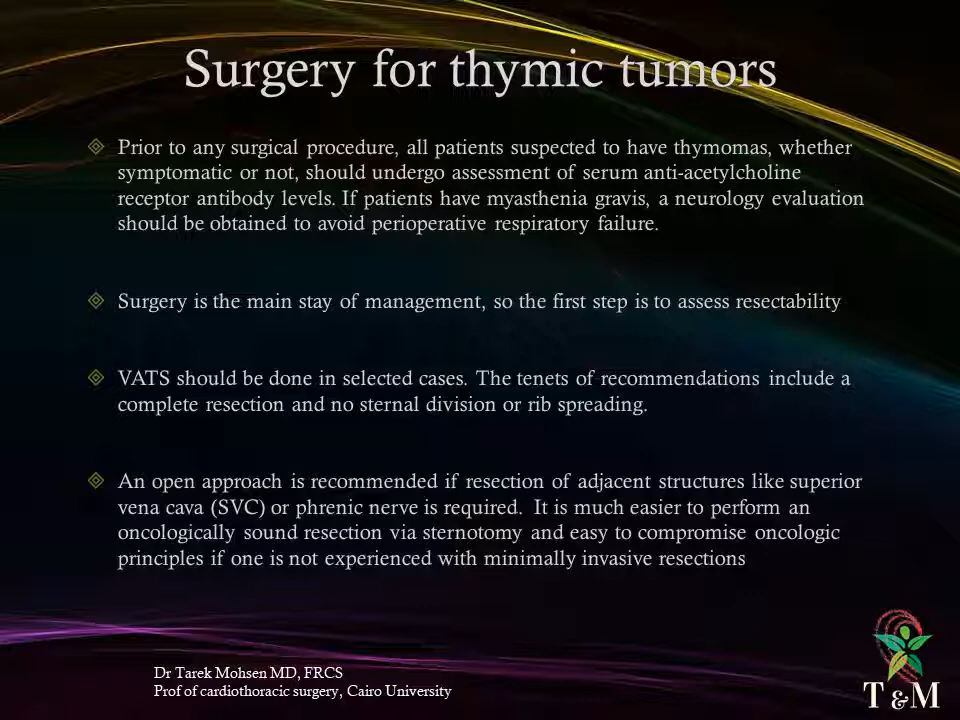 Surgery for thymic tumors
Prior to any surgical procedure, all patients suspected to have thymomas, whether
symptomatic or not, should undergo assessment of serum anti-acetylcholine
receptor antibody levels. If patients have myasthenia gravis, a neurology evaluation
should be obtained to avoid perioperative respiratory failure.
Surgery is the main stay of management, so the first step is to assess resectability
VATS should be done in selected cases. The tenets of recommendations include a
complete resection and no sternal division or rib spreading.
An open approach is recommended if resection of adjacent structures like superior
vena cava (SVC) or phrenic nerve is required. It is much easier to perform an
oncologically sound resection via sternotomy and easy to compromise oncologic
principles if one is not experienced with minimally invasive resections
Dr Tarek Mohsen MD, FRCS
Prof of cardiothoracic surgery, Cairo University
T & M